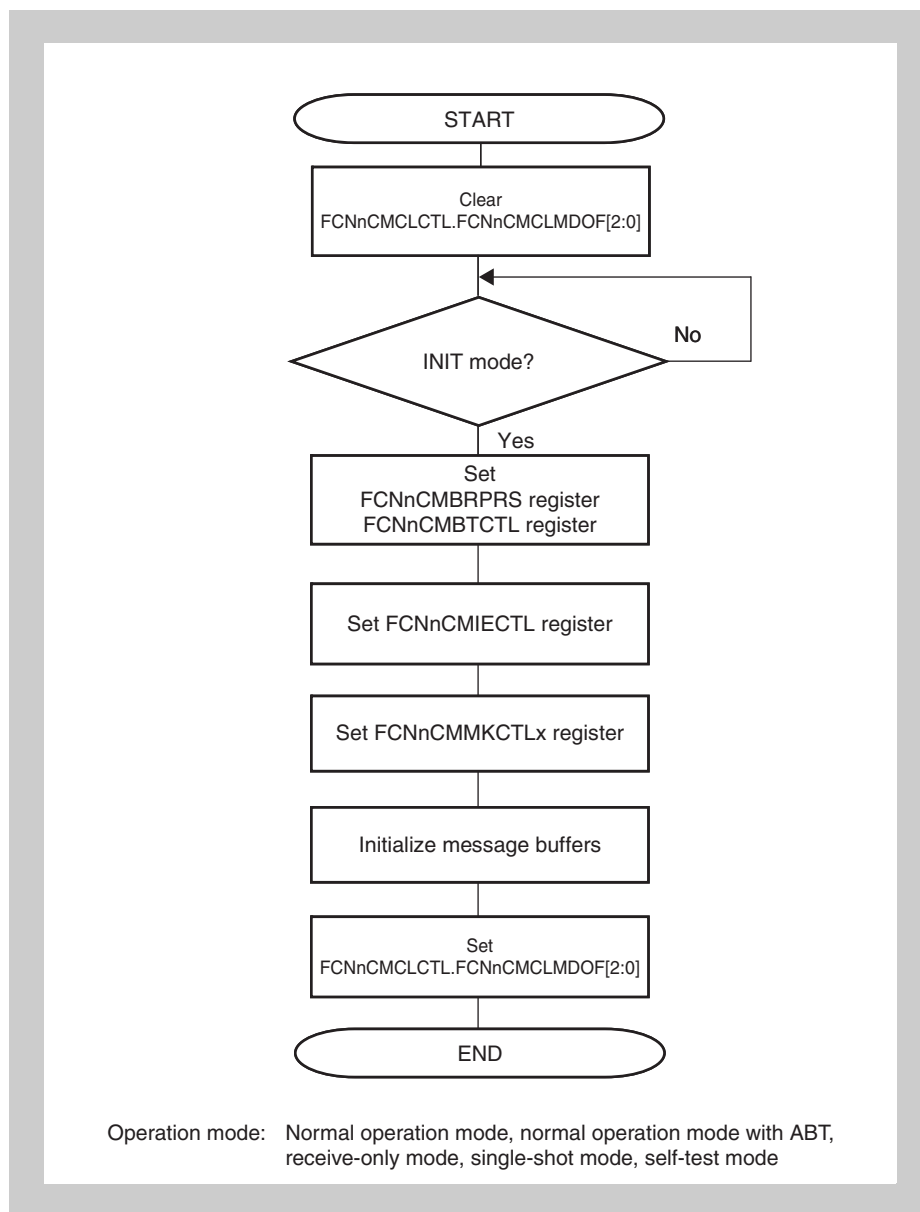 START
Clear
FCNnCMCLCTL.FCNnCMCLMDOF[2:0]
No
INIT mode?
Yes
Set
FCNnCMBRPRS register
FCNnCMBTCTL register
Set FCNnCMIECTL register
Set FCNnCMMKCTLx register
Initialize message buffers
Set
FCNnCMCLCTL.FCNnCMCLMDOF[2:0]
END
Operation mode: Normal operation mode, normal operation mode with ABT,
receive-only mode, single-shot mode, self-test mode